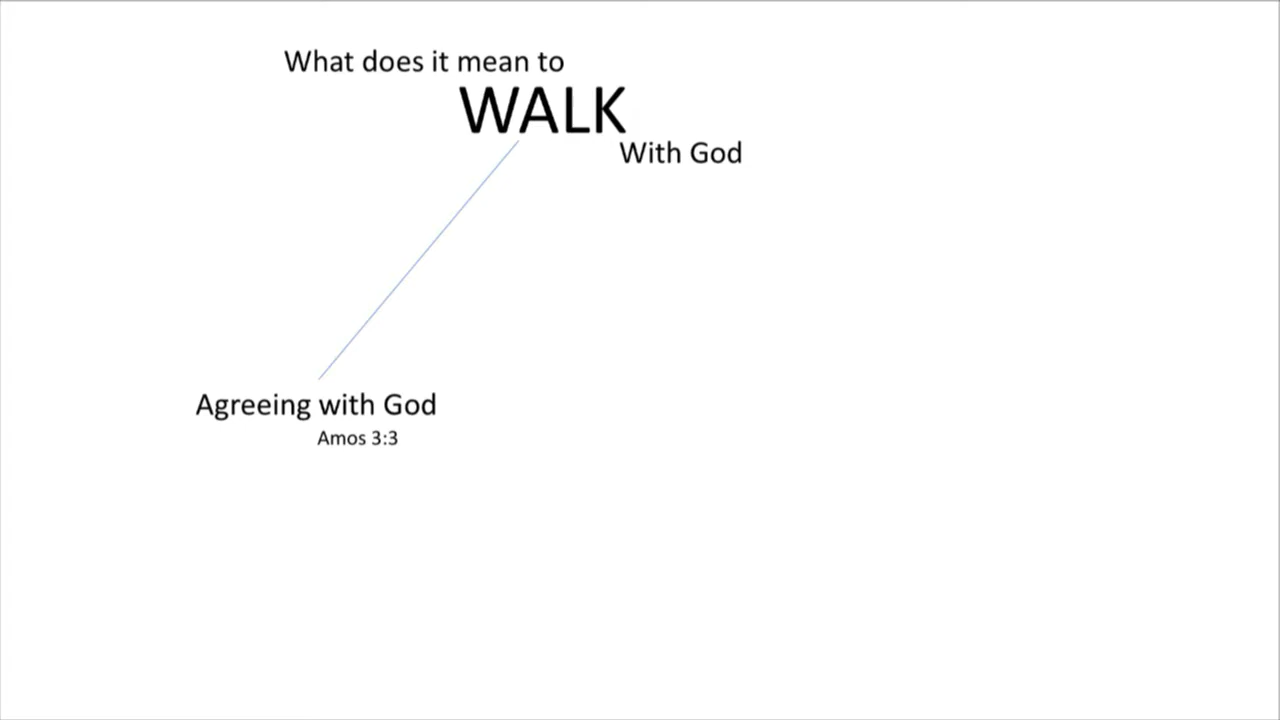 What does it mean to
WALK
With God
Agreeing with God
Amos 3:3